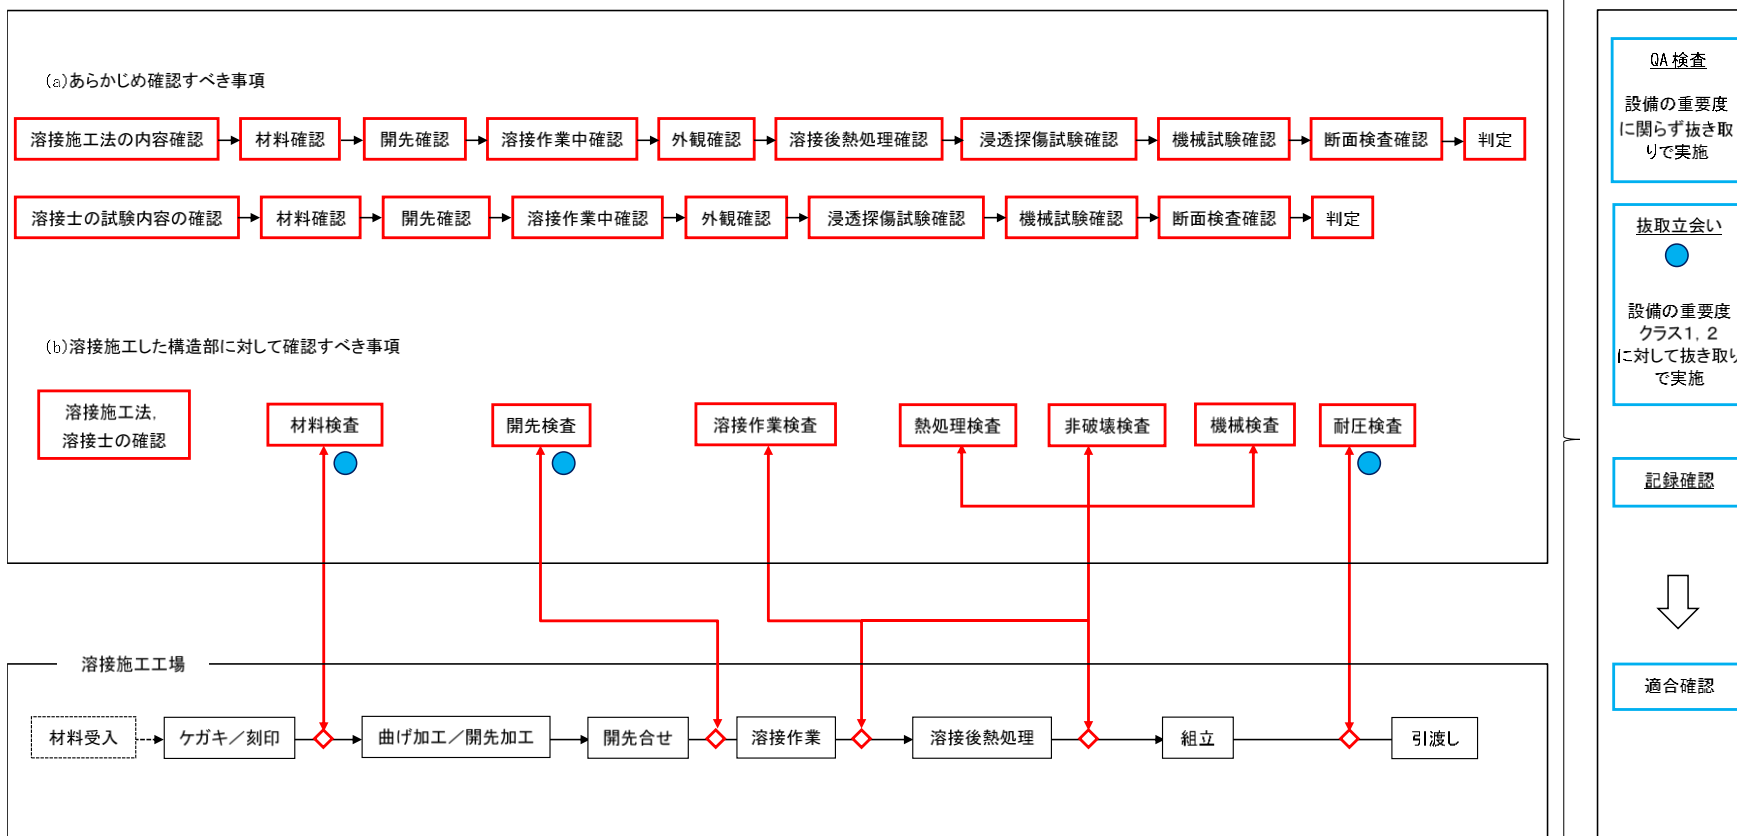 (a)あらかじめ確認すべき事項
溶接施工法の内容確認
材料確認
開先確認
溶接作業中確認
外観確認
溶接後熱処理確認
浸透探傷試験確認
機械試験確認
断面検査確認
判定
溶接士の試験内容の確認
材料確認
開先確認
溶接作業中確認
外観確認
浸透探傷試験確認
機械試験確認
断面検査確認
判定
(b)溶接施工した構造部に対して確認すべき事項
溶接施工法,
溶接士の確認
材料検査
開先検査
溶接作業検査
熱処理検査
非破壊検査
機械検査
耐圧検査
溶接施工工場
材料受入
ケガキ／刻印
曲げ加工／開先加工
開先合せ
溶接作業
溶接後熱処理
組立
引渡し
QA検査
設備の重要度
に関らず抜き取
りで実施
抜取立会い
設備の重要度
クラス1, 2
に対して抜き取り
で実施
記録確認
適合確認